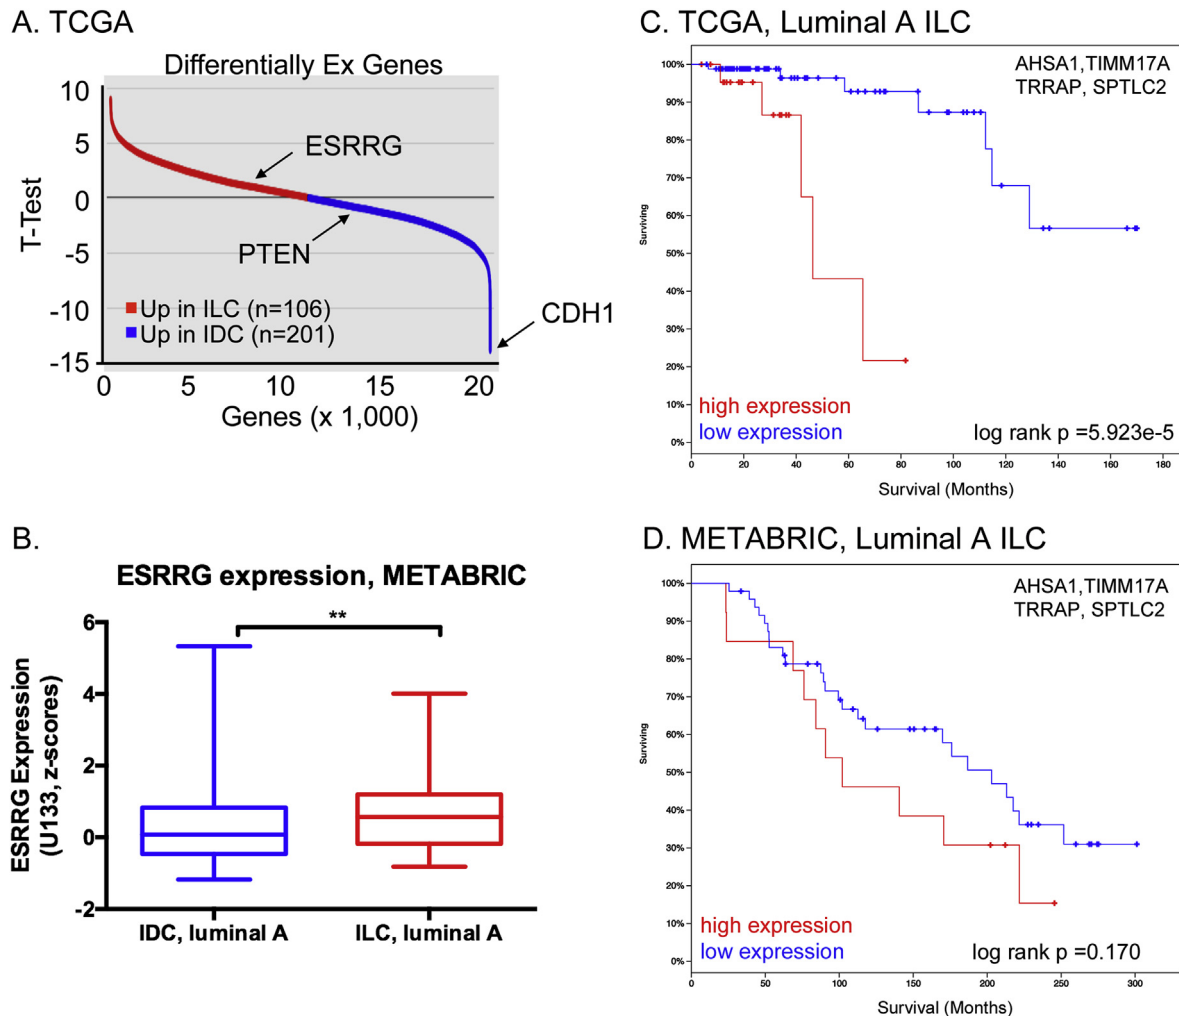 A. TCGA
Differentially Ex Genes
10
5
0
-5
-10
-15
T-Test
ESRRG
PTEN
CDH1
Up in ILC (n=106)
Up in IDC (n=201)
0 5 10 15 20
Genes (x 1,000)
C. TCGA, Luminal A ILC
AHSA1,TIMM17A
TRRAP, SPTLC2
100%
90%
80%
70%
60%
50%
40%
30%
20%
10%
0%
Surviving
high expression
low expression
log rank p =5.923e-5
0 20 40 60 80 100 120 140 160 180
Survival (Months)
B.
ESRRG expression, METABRIC
**
6
4
2
0
-2
ESRRG Expression
(U133, z-scores)
IDC, luminal A
ILC, luminal A
D. METABRIC, Luminal A ILC
AHSA1,TIMM17A
TRRAP, SPTLC2
100%
90%
80%
70%
60%
50%
40%
30%
20%
10%
0%
Surviving
high expression
low expression
log rank p =0.170
0 50 100 150 200 250 300
Survival (Months)